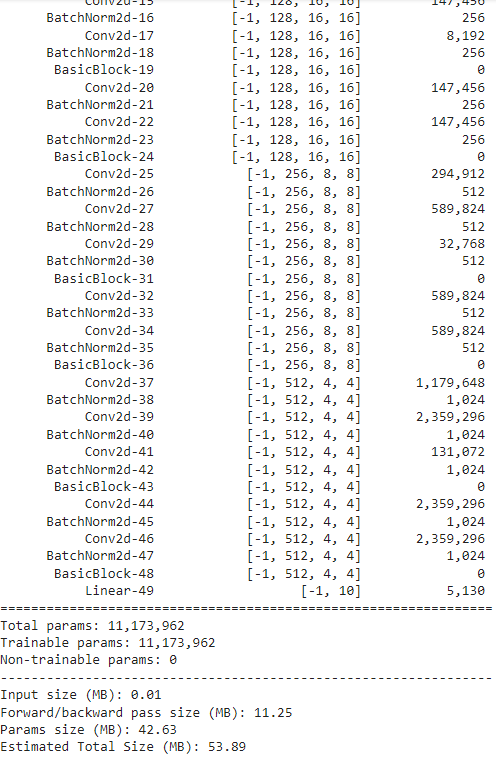 Conv2d-15 [-1, 128, 16, 16] 147,456
BatchNorm2d-16 [-1, 128, 16, 16] 256
Conv2d-17 [-1, 128, 16, 16] 8,192
BatchNorm2d-18 [-1, 128, 16, 16] 256
BasicBlock-19 [-1, 128, 16, 16] 0
Conv2d-20 [-1, 128, 16, 16] 147,456
BatchNorm2d-21 [-1, 128, 16, 16] 256
Conv2d-22 [-1, 128, 16, 16] 147,456
BatchNorm2d-23 [-1, 128, 16, 16] 256
BasicBlock-24 [-1, 128, 16, 16] 0
Conv2d-25 [-1, 256, 8, 8] 294,912
BatchNorm2d-26 [-1, 256, 8, 8] 512
Conv2d-27 [-1, 256, 8, 8] 589,824
BatchNorm2d-28 [-1, 256, 8, 8] 512
Conv2d-29 [-1, 256, 8, 8] 32,768
BatchNorm2d-30 [-1, 256, 8, 8] 512
BasicBlock-31 [-1, 256, 8, 8] 0
Conv2d-32 [-1, 256, 8, 8] 589,824
BatchNorm2d-33 [-1, 256, 8, 8] 512
Conv2d-34 [-1, 256, 8, 8] 589,824
BatchNorm2d-35 [-1, 256, 8, 8] 512
BasicBlock-36 [-1, 256, 8, 8] 0
Conv2d-37 [-1, 512, 4, 4] 1,179,648
BatchNorm2d-38 [-1, 512, 4, 4] 1,024
Conv2d-39 [-1, 512, 4, 4] 2,359,296
BatchNorm2d-40 [-1, 512, 4, 4] 1,024
Conv2d-41 [-1, 512, 4, 4] 131,072
BatchNorm2d-42 [-1, 512, 4, 4] 1,024
BasicBlock-43 [-1, 512, 4, 4] 0
Conv2d-44 [-1, 512, 4, 4] 2,359,296
BatchNorm2d-45 [-1, 512, 4, 4] 1,024
Conv2d-46 [-1, 512, 4, 4] 2,359,296
BatchNorm2d-47 [-1, 512, 4, 4] 1,024
BasicBlock-48 [-1, 512, 4, 4] 0
Linear-49 [-1, 10] 5,130
================================================================
Total params: 11,173,962
Trainable params: 11,173,962
Non-trainable params: 0
----------------------------------------------------------------
Input size (MB): 0.01
Forward/backward pass size (MB): 11.25
Params size (MB): 42.63
Estimated Total Size (MB): 53.89